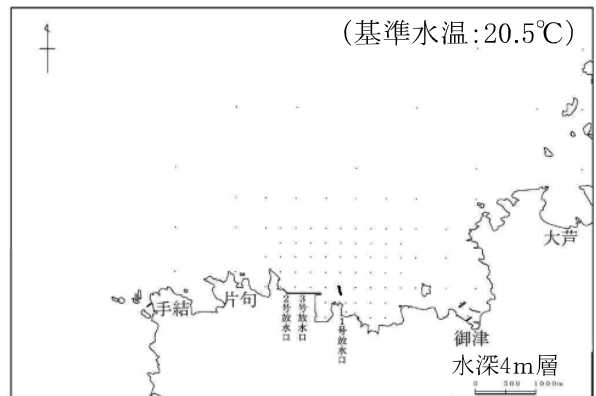 (基準水温:20.5℃)
大芦
手結
片句
2号放水口
3号放水口
1号放水口
御津
水深4m層
0 500 1000m